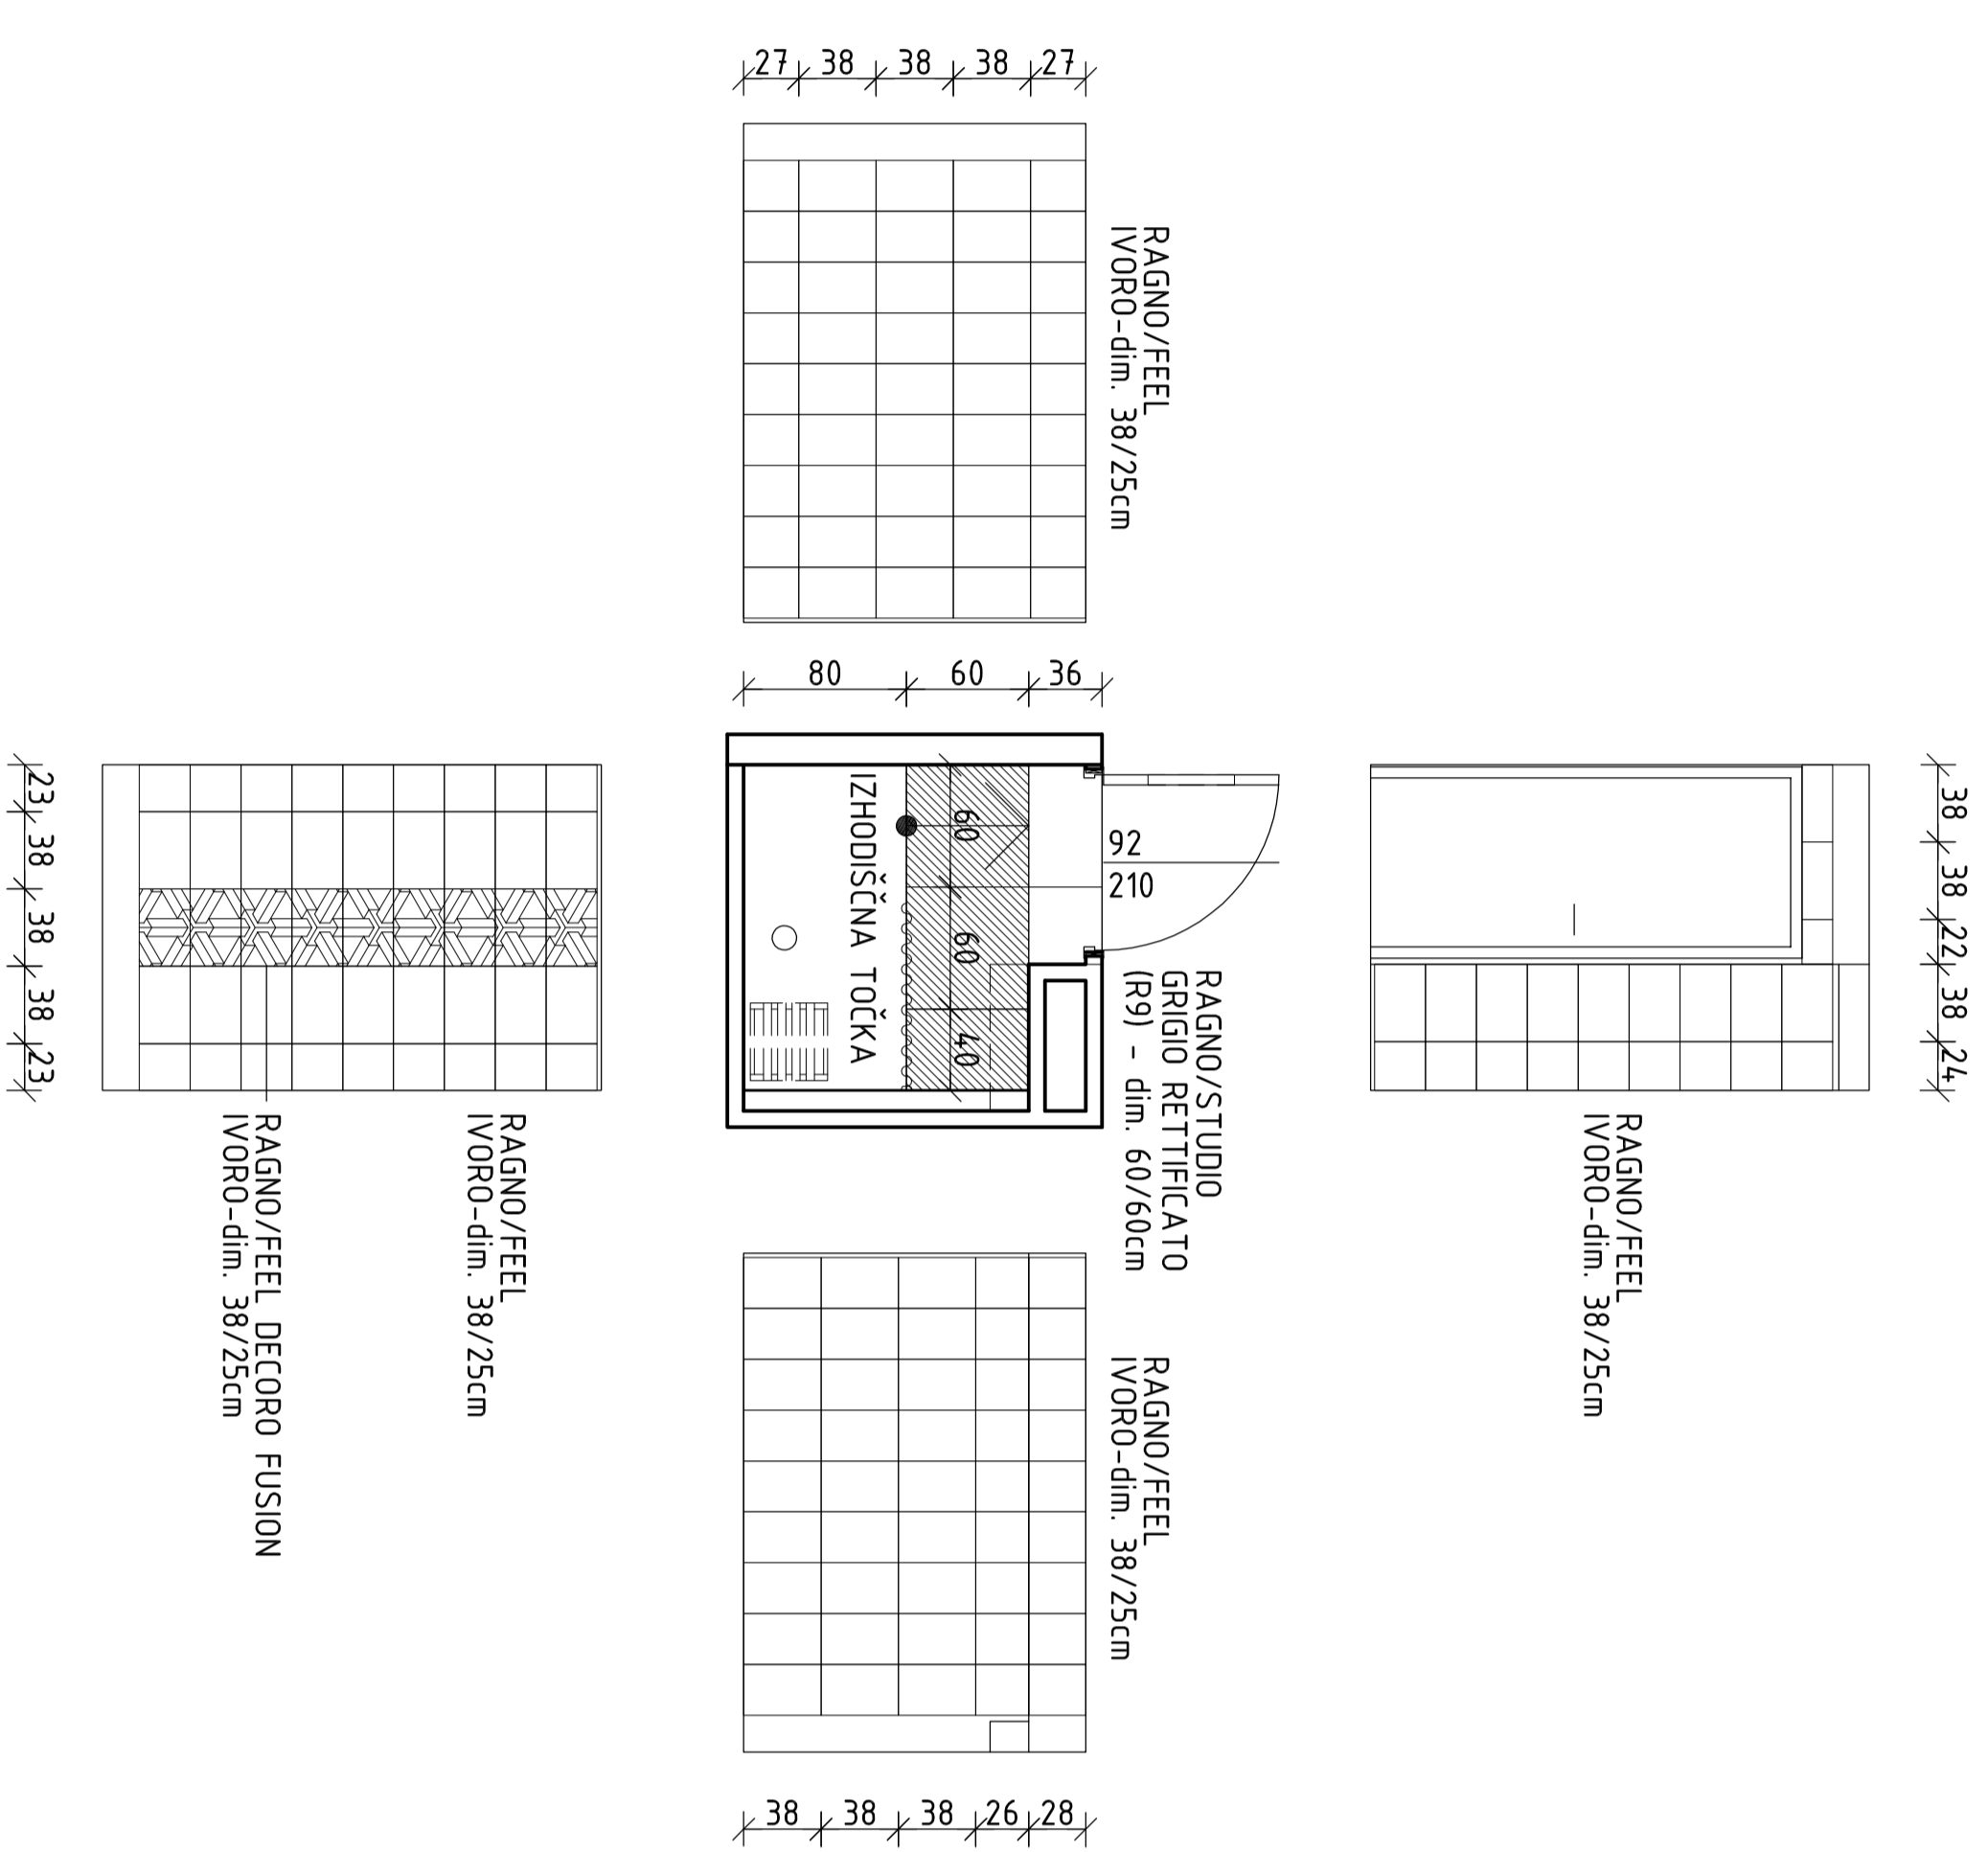 27 38 38 38 27
RAGNO/FEEL
IVORO-dim. 38/25cm
80 60 36
60
60
40
92
210
IZHODIŠČNA TOČKA
RAGNO/STUDIO
GRIGIO RETTIFICATO
(R9) - dim. 60/60cm
38
38
22
38
24
RAGNO/FEEL
IVORO-dim. 38/25cm
23
38
38
38
23
RAGNO/FEEL
IVORO-dim. 38/25cm
RAGNO/FEEL DECORO FUSION
IVORO-dim. 38/25cm
RAGNO/FEEL
IVORO-dim. 38/25cm
38 38 38 26 28